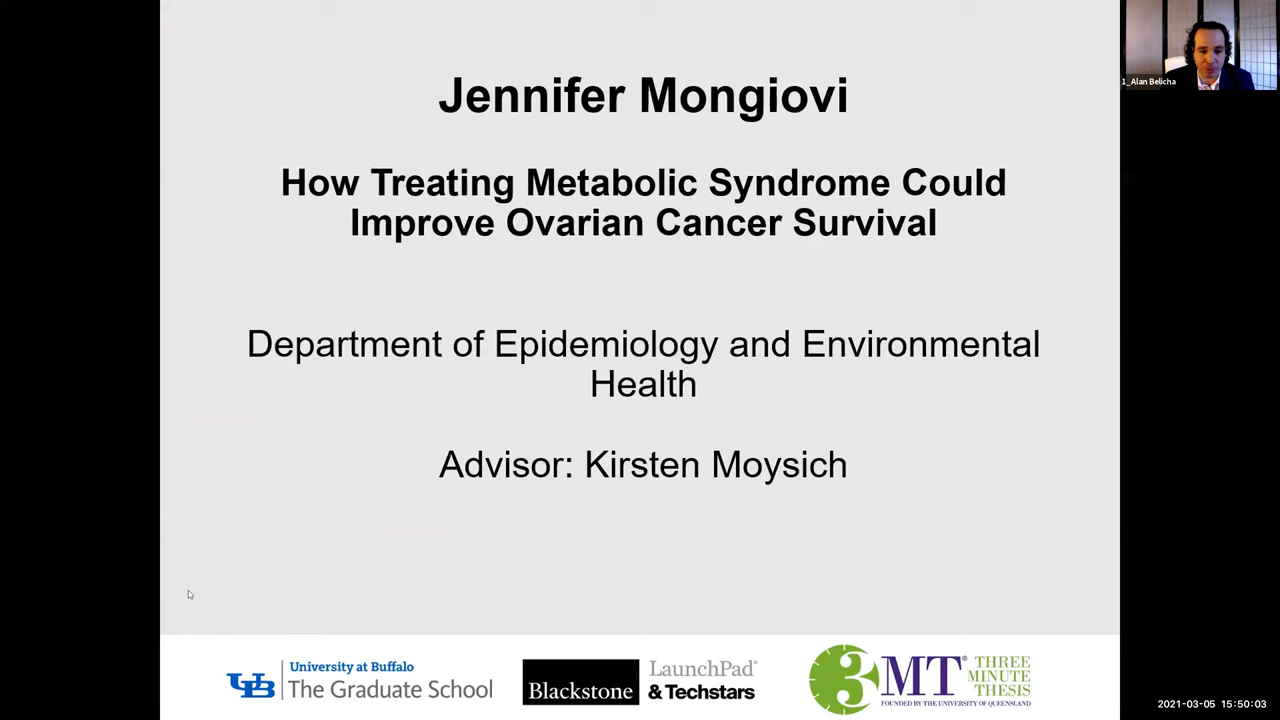 Jennifer Mongiovi
How Treating Metabolic Syndrome Could
Improve Ovarian Cancer Survival
Department of Epidemiology and Environmental
Health
Advisor: Kirsten Moysich
1_Alan Belicha
UB
University at Buffalo
The Graduate School
Blackstone
LaunchPad®
& Techstars
3MT®
THREE
MINUTE
THESIS
FOUNDED BY THE UNIVERSITY OF QUEENSLAND
2021-03-05 15:50:03